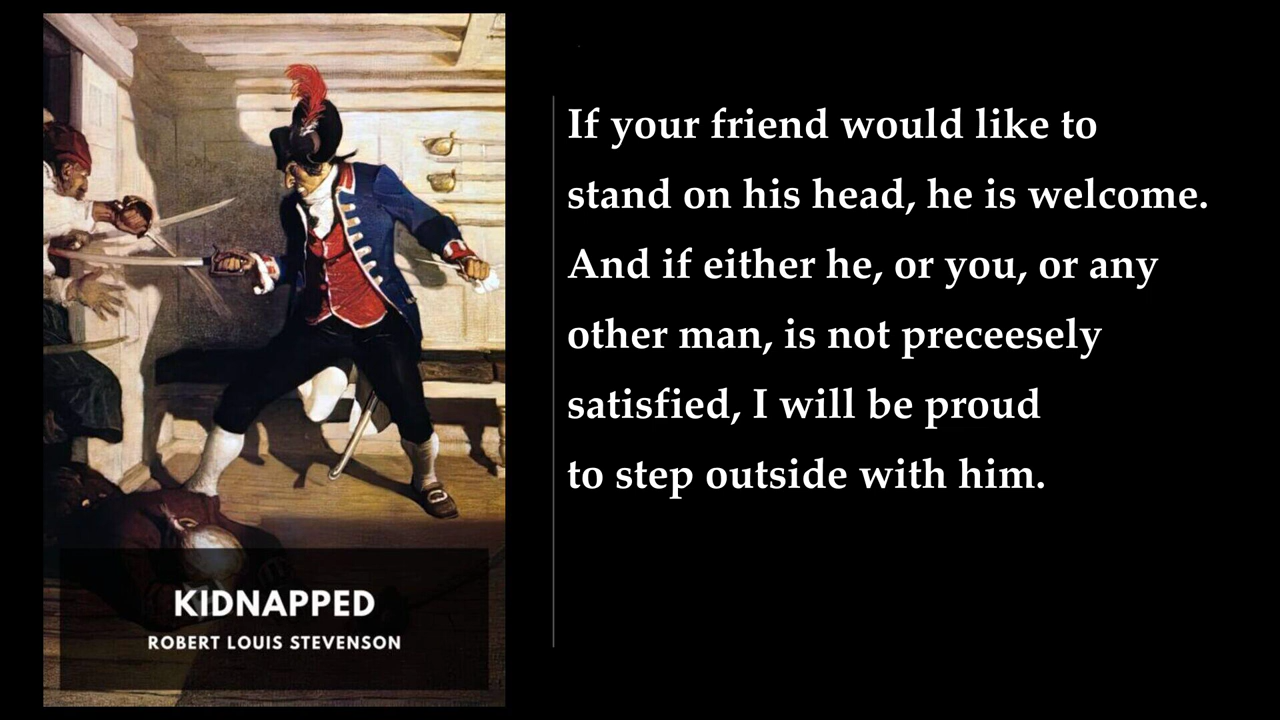 KIDNAPPED
ROBERT LOUIS STEVENSON
If your friend would like to
stand on his head, he is welcome.
And if either he, or you, or any
other man, is not preceesely
satisfied, I will be proud
to step outside with him.